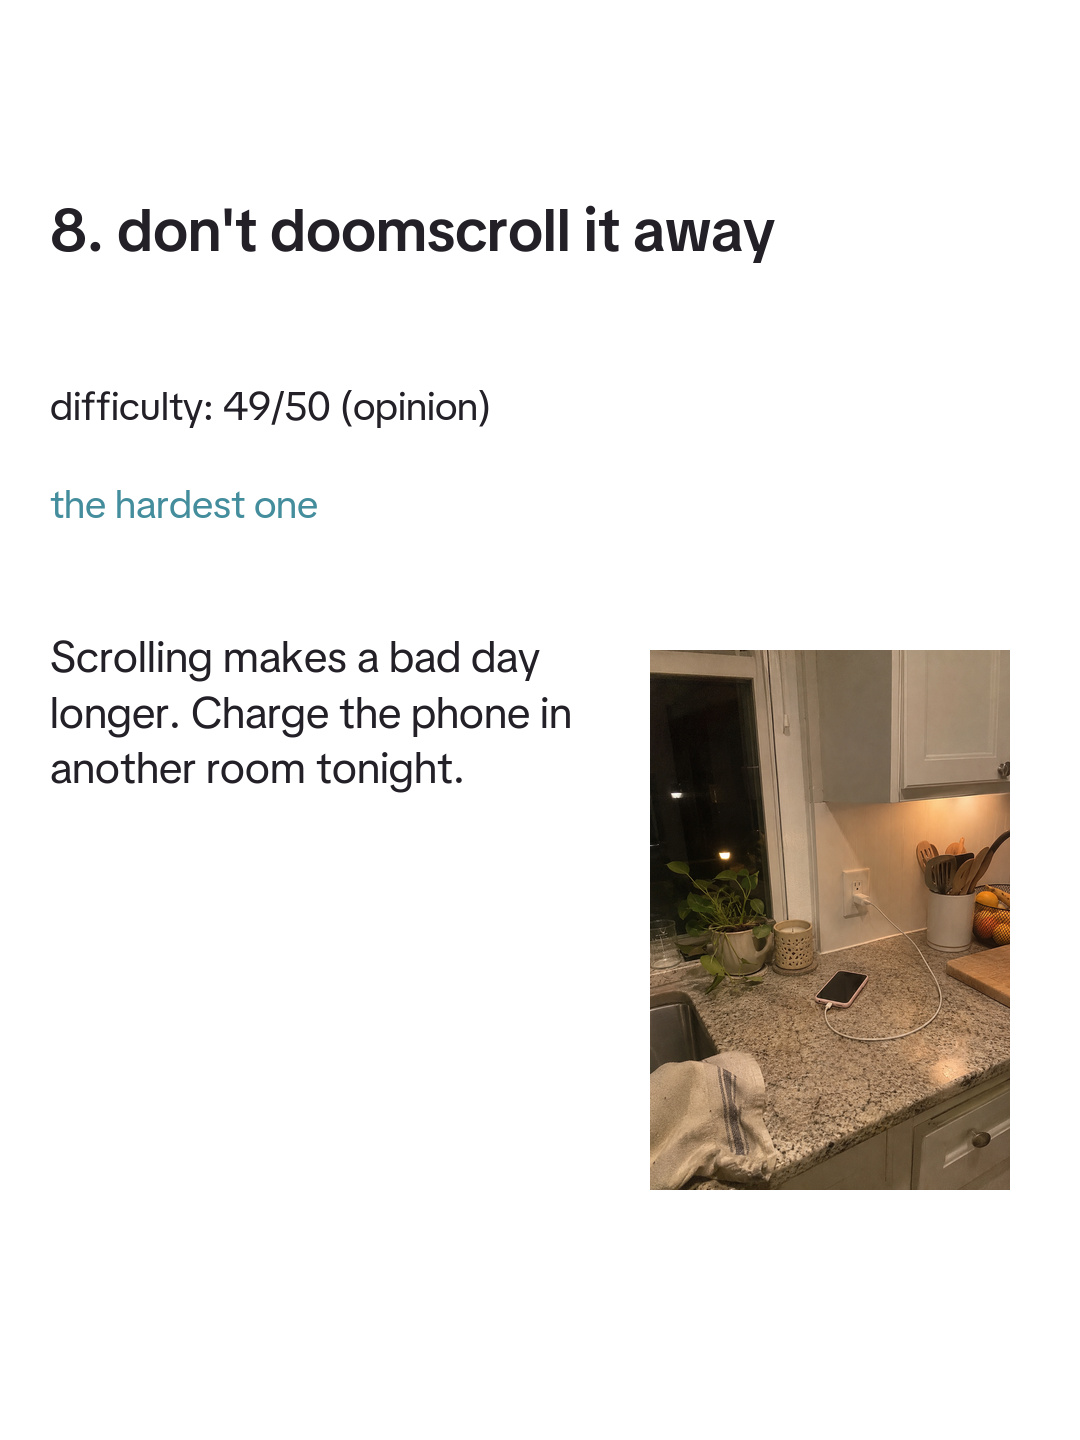 8. don't doomscroll it away
difficulty: 49/50 (opinion)
the hardest one
Scrolling makes a bad day
longer. Charge the phone in
another room tonight.